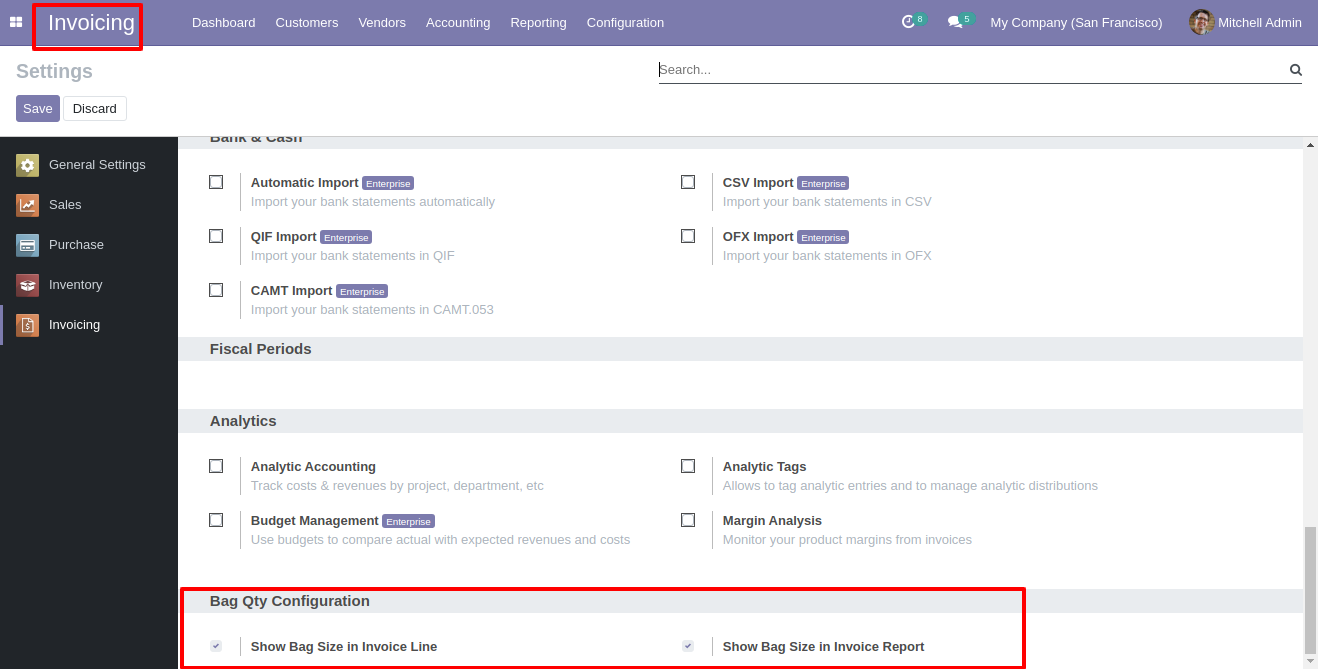 Invoicing Dashboard Customers Vendors Accounting Reporting Configuration 8 5 My Company (San Francisco) Mitchell Admin
Settings
Search...
Save Discard
General Settings
Sales
Purchase
Inventory
Invoicing
Bank & Cash
Automatic Import Enterprise
Import your bank statements automatically
CSV Import Enterprise
Import your bank statements in CSV
QIF Import Enterprise
Import your bank statements in QIF
OFX Import Enterprise
Import your bank statements in OFX
CAMT Import Enterprise
Import your bank statements in CAMT.053
Fiscal Periods
Analytics
Analytic Accounting
Track costs & revenues by project, department, etc
Analytic Tags
Allows to tag analytic entries and to manage analytic distributions
Budget Management Enterprise
Use budgets to compare actual with expected revenues and costs
Margin Analysis
Monitor your product margins from invoices
Bag Qty Configuration
Show Bag Size in Invoice Line
Show Bag Size in Invoice Report